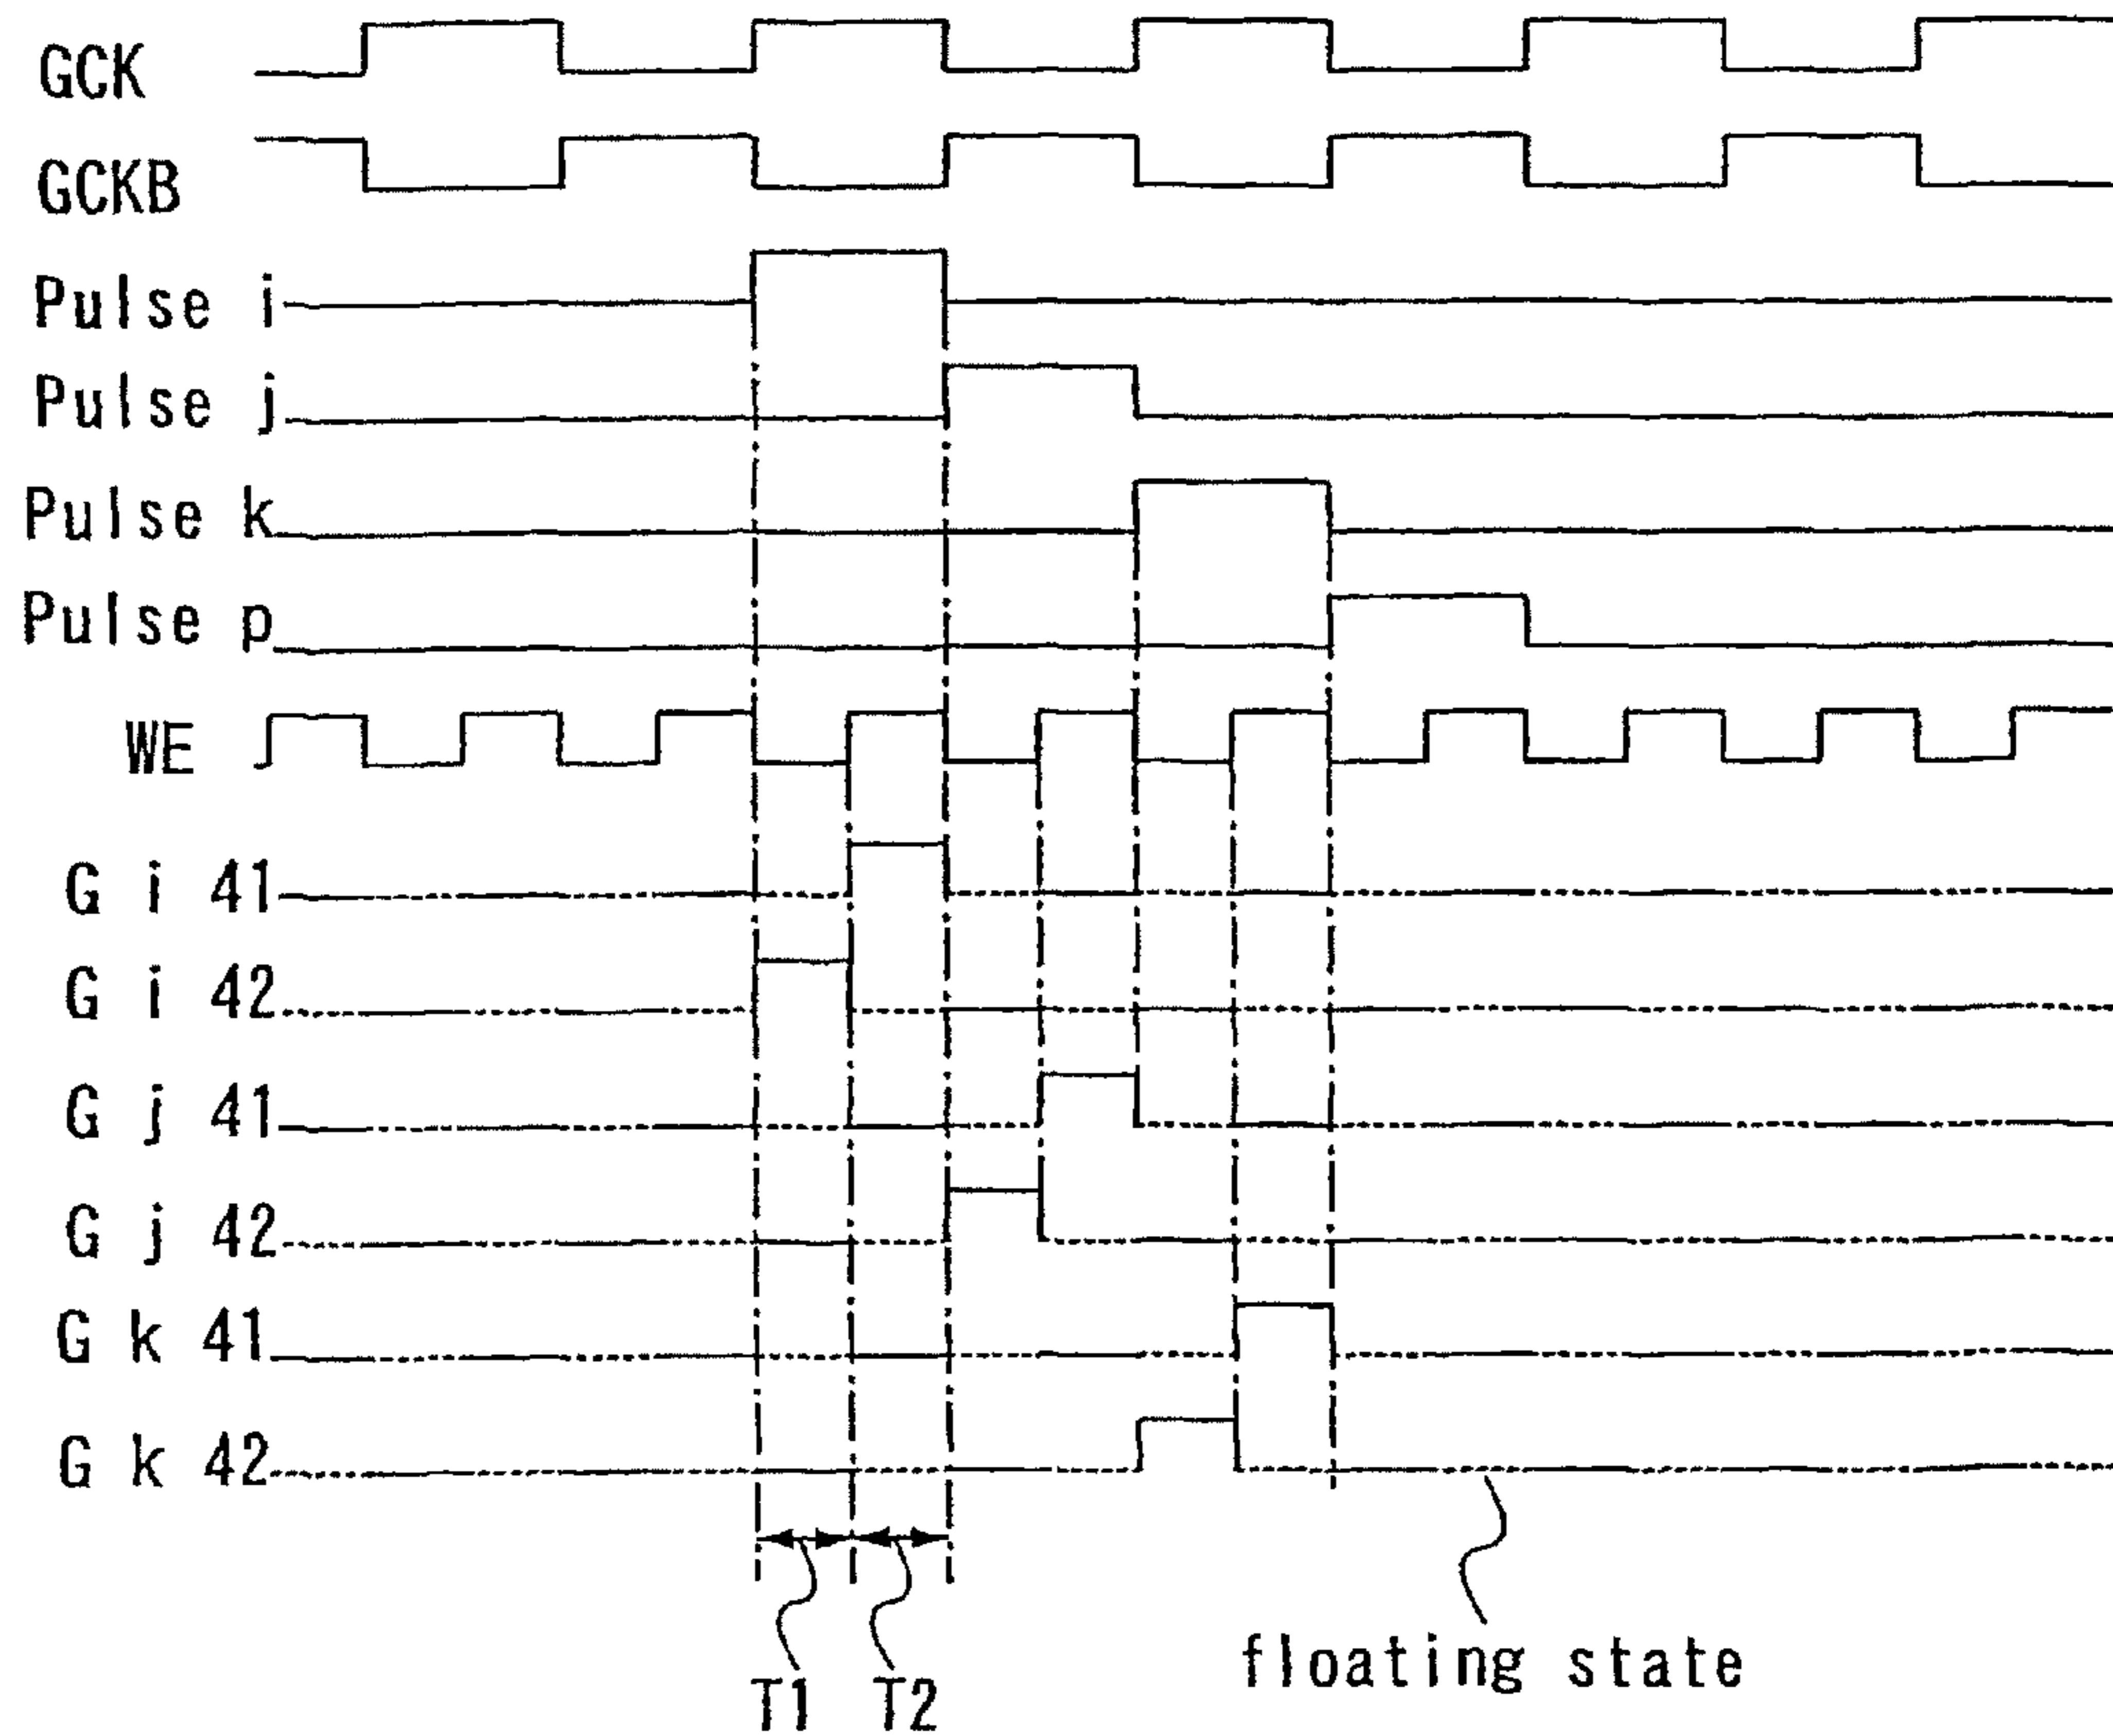 GCK
GCKB
Pulse i
Pulse j
Pulse k
Pulse p
WE
G i 41
G i 42
G j 41
G j 42
G k 41
G k 42
T1 T2
floating state